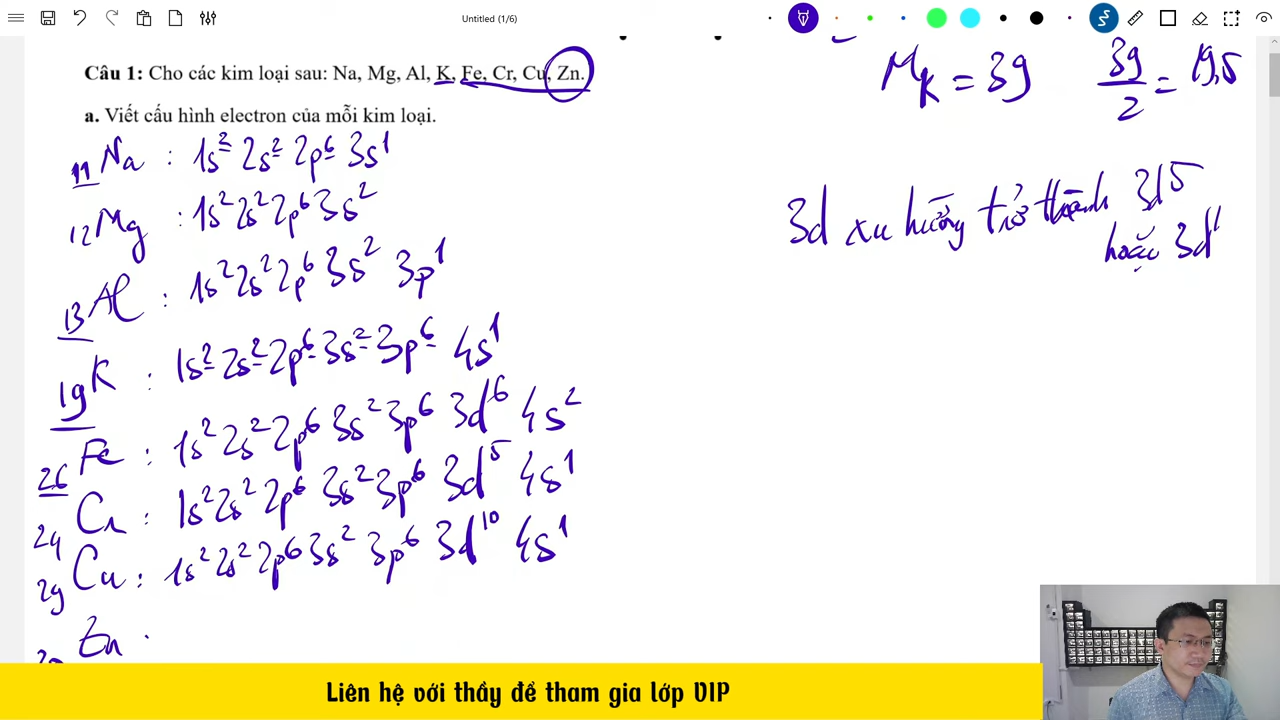 Untitled (1/6)
Câu 1: Cho các kim loại sau: Na, Mg, Al, K, Fe, Cr, Cu, Zn.
a. Viết cấu hình electron của mỗi kim loại.
M_K = 39 39/2 = 19,5
3d xu hướng trở thành 3d⁵
hoặc 3d¹
₁₁Na : 1s² 2s² 2p⁶ 3s¹
₁₂Mg : 1s² 2s² 2p⁶ 3s²
₁₃Al : 1s² 2s² 2p⁶ 3s² 3p¹
₁₉K : 1s² 2s² 2p⁶ 3s² 3p⁶ 4s¹
₂₆Fe : 1s² 2s² 2p⁶ 3s² 3p⁶ 3d⁶ 4s²
₂₄Cr : 1s² 2s² 2p⁶ 3s² 3p⁶ 3d⁵ 4s¹
₂₉Cu : 1s² 2s² 2p⁶ 3s² 3p⁶ 3d¹⁰ 4s¹
Zn :
Liên hệ với thầy để tham gia lớp VIP